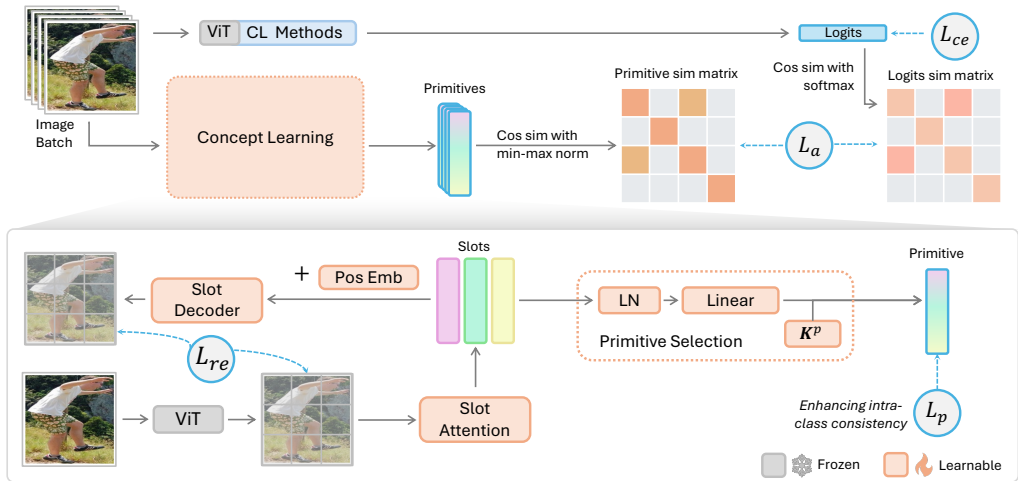 ViT CL Methods
Logits
L_ce
Image
Batch
Concept Learning
Primitives
Cos sim with
min-max norm
Primitive sim matrix
Cos sim with
softmax
Logits sim matrix
L_a
Slot
Decoder
+ Pos Emb
Slots
LN
Linear
K^p
Primitive Selection
Primitive
L_re
ViT
Slot
Attention
Enhancing intra-
class consistency
L_p
Frozen
Learnable